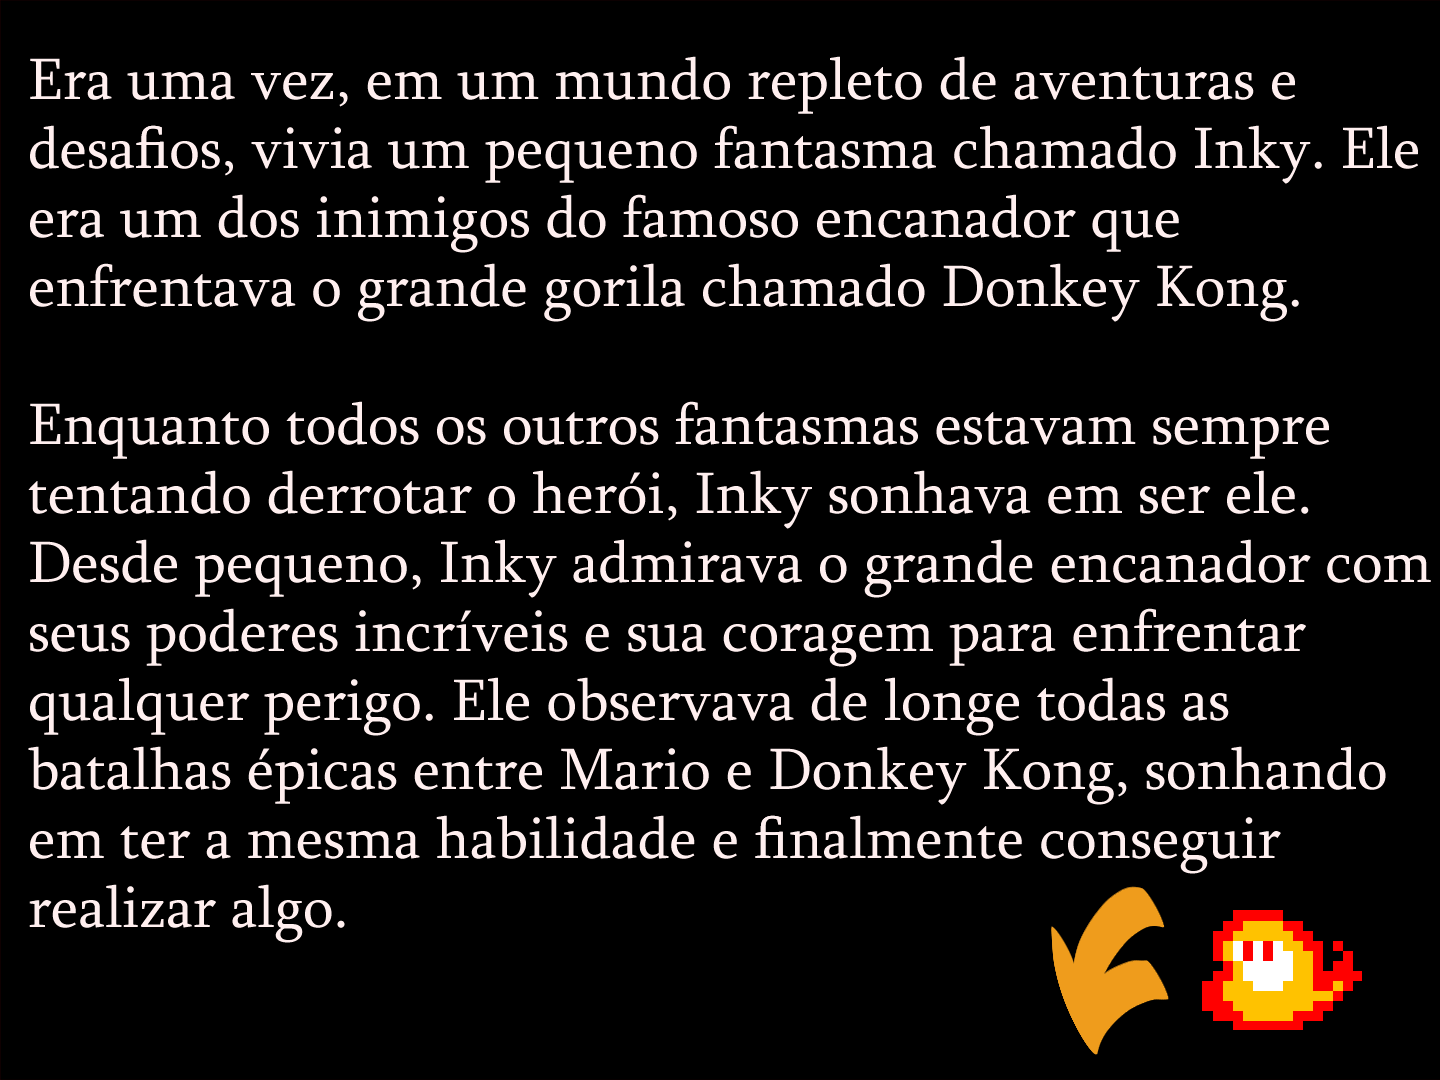 Era uma vez, em um mundo repleto de aventuras e
desafios, vivia um pequeno fantasma chamado Inky. Ele
era um dos inimigos do famoso encanador que
enfrentava o grande gorila chamado Donkey Kong.
Enquanto todos os outros fantasmas estavam sempre
tentando derrotar o herói, Inky sonhava em ser ele.
Desde pequeno, Inky admirava o grande encanador com
seus poderes incríveis e sua coragem para enfrentar
qualquer perigo. Ele observava de longe todas as
batalhas épicas entre Mario e Donkey Kong, sonhando
em ter a mesma habilidade e finalmente conseguir
realizar algo.